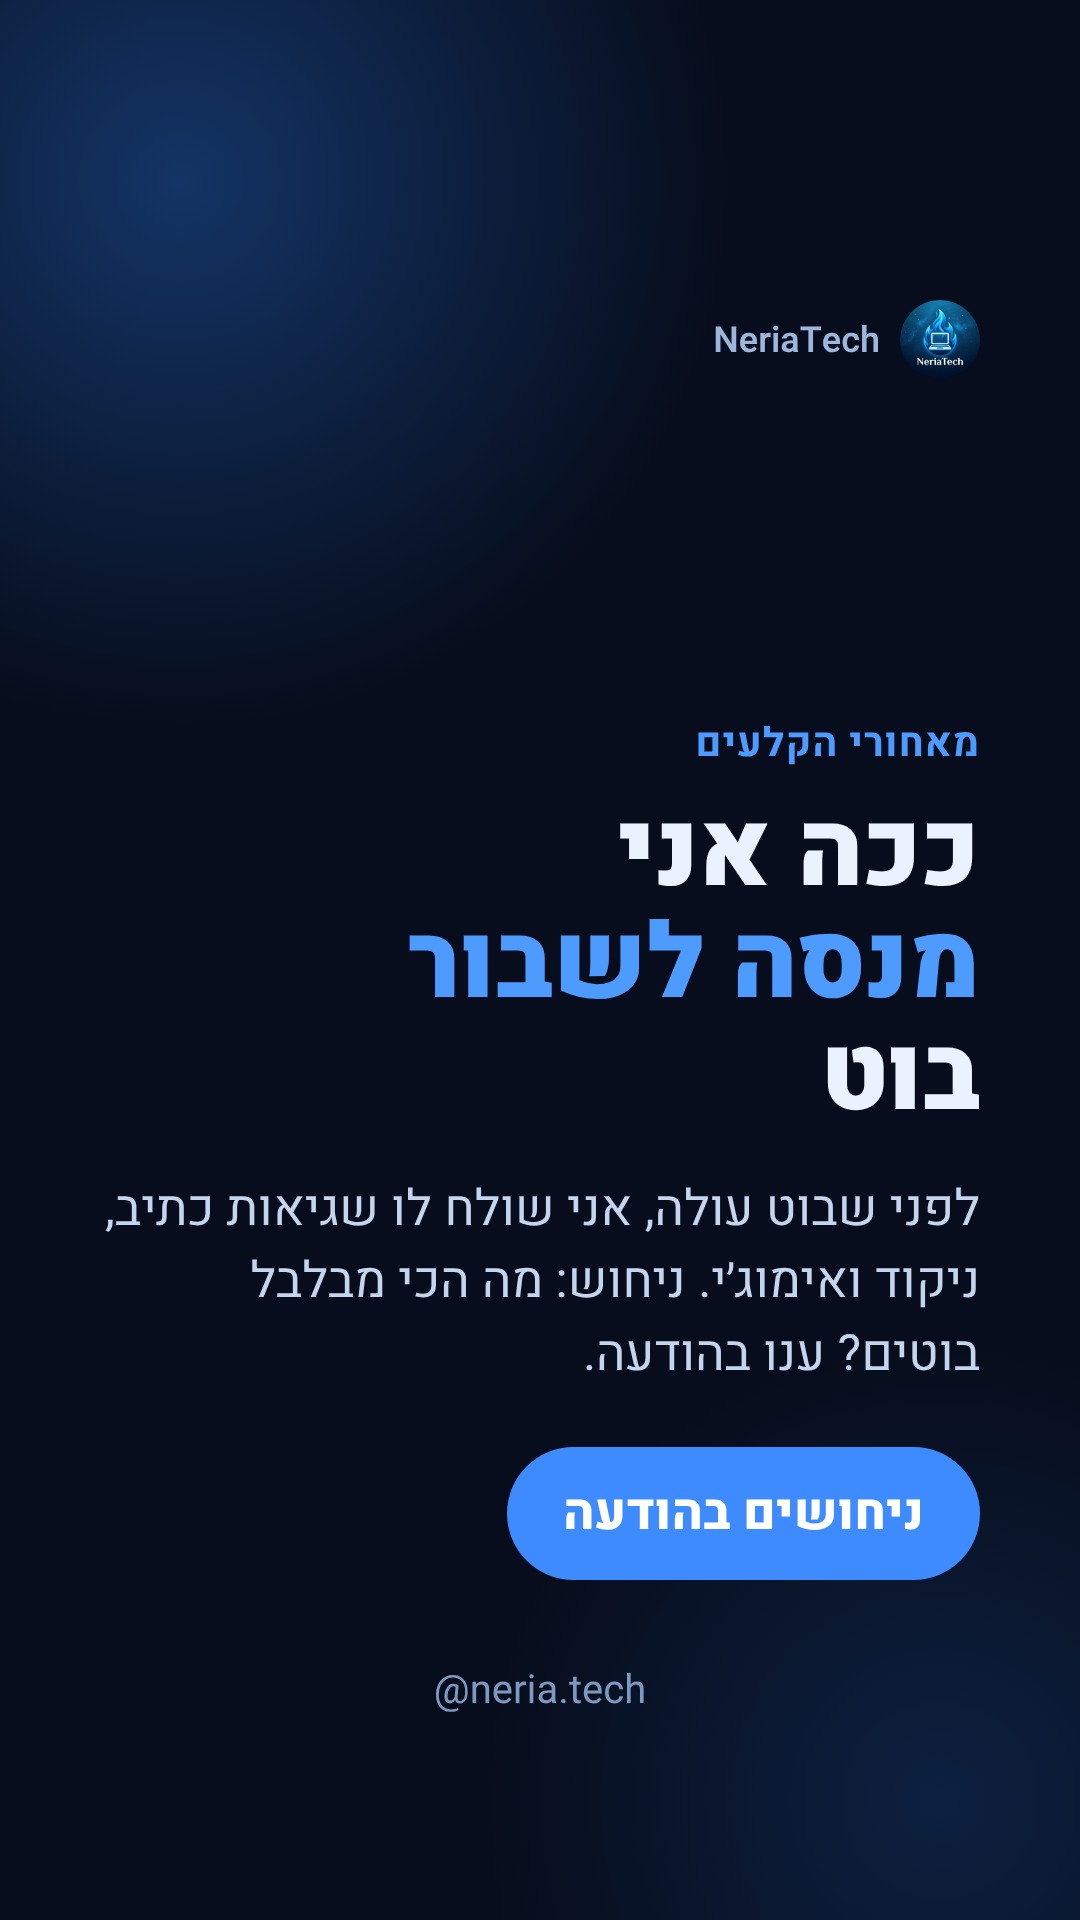 NeriaTech
NeriaTech
מאחורי הקלעים
ככה אני
מנסה לשבור
בוט
לפני שבוט עולה, אני שולח לו שגיאות כתיב,
ניקוד ואימוג׳י. ניחוש: מה הכי מבלבל
בוטים? ענו בהודעה.
ניחושים בהודעה
@neria.tech